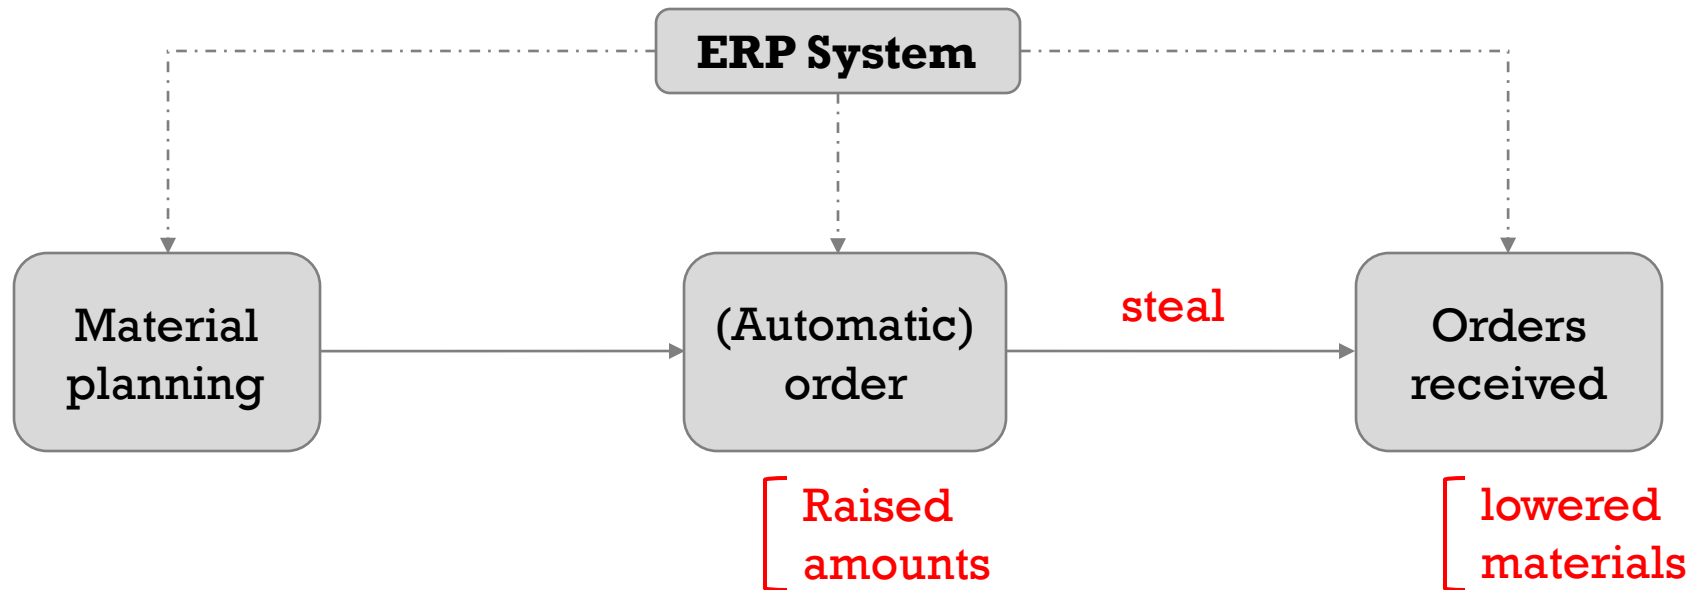 ERP System
Material
planning
(Automatic)
order
steal
Orders
received
Raised
amounts
lowered
materials